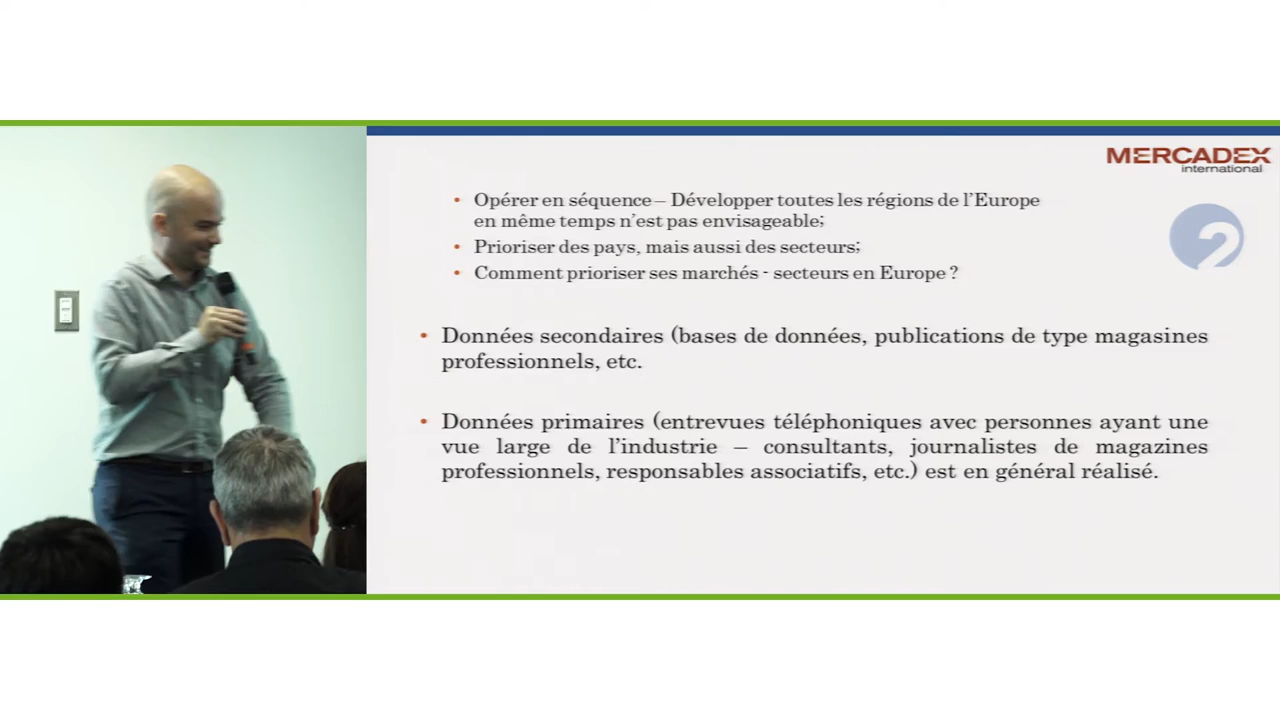 MERCADEX
international
2
• Opérer en séquence – Développer toutes les régions de l'Europe
en même temps n'est pas envisageable;
• Prioriser des pays, mais aussi des secteurs;
• Comment prioriser ses marchés - secteurs en Europe ?
• Données secondaires (bases de données, publications de type magasines
professionnels, etc.
• Données primaires (entrevues téléphoniques avec personnes ayant une
vue large de l'industrie – consultants, journalistes de magazines
professionnels, responsables associatifs, etc.) est en général réalisé.